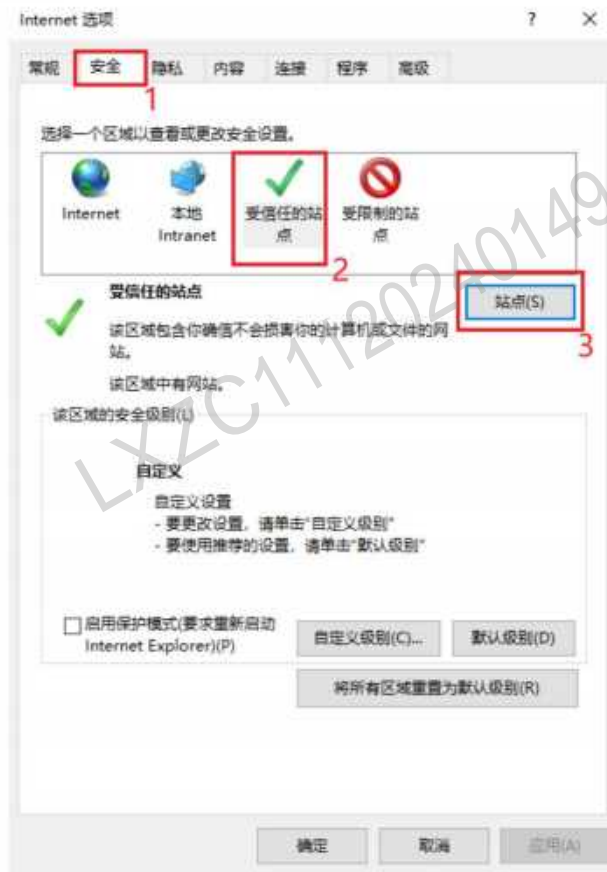 Internet 选项
? ×
常规 安全 隐私 内容 连接 程序 高级
1
选择一个区域以查看或更改安全设置。
Internet
本地
Intranet
受信任的站
点
受限制的站
点
2
受信任的站点
站点(S)
3
该区域包含你确信不会损害你的计算机或文件的网
站。
该区域中有网站。
该区域的安全级别(L)
自定义
自定义设置
- 要更改设置，请单击"自定义级别"
- 要使用推荐的设置，请单击"默认级别"
启用保护模式(要求重新启动
Internet Explorer)(P)
自定义级别(C)... 默认级别(D)
将所有区域重置为默认级别(R)
确定 取消 应用(A)
LXZC11120240149